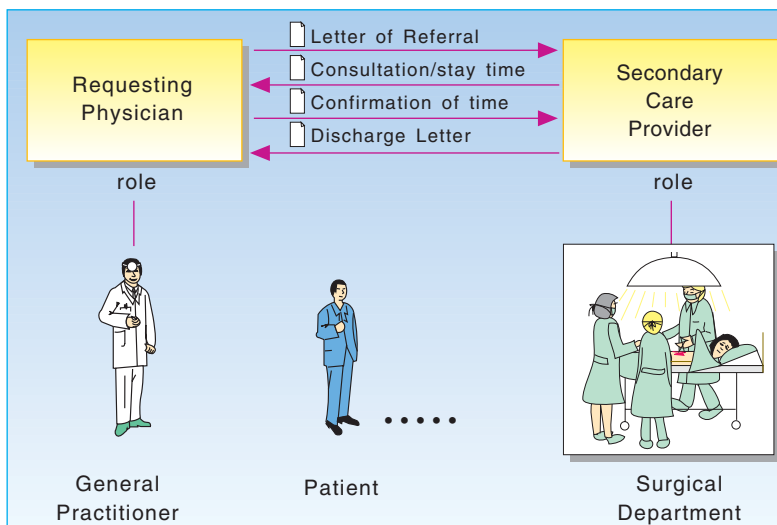 Requesting
Physician
Letter of Referral
Consultation/stay time
Confirmation of time
Discharge Letter
Secondary
Care
Provider
role
role
General
Practitioner
Patient
Surgical
Department